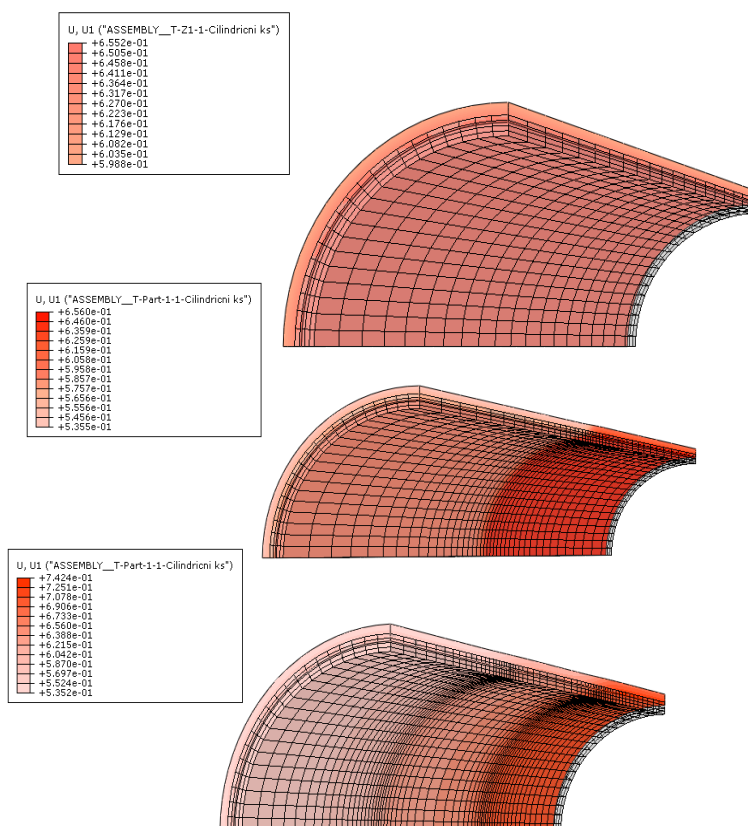 U, U1 ("ASSEMBLY__T-Z1-1-Cilindricni ks")
+6.552e-01
+6.505e-01
+6.458e-01
+6.411e-01
+6.364e-01
+6.317e-01
+6.270e-01
+6.223e-01
+6.176e-01
+6.129e-01
+6.082e-01
+6.035e-01
+5.988e-01
U, U1 ("ASSEMBLY__T-Part-1-1-Cilindricni ks")
+6.560e-01
+6.460e-01
+6.359e-01
+6.259e-01
+6.159e-01
+6.058e-01
+5.958e-01
+5.857e-01
+5.757e-01
+5.656e-01
+5.556e-01
+5.456e-01
+5.355e-01
U, U1 ("ASSEMBLY__T-Part-1-1-Cilindricni ks")
+7.424e-01
+7.251e-01
+7.078e-01
+6.906e-01
+6.733e-01
+6.560e-01
+6.388e-01
+6.215e-01
+6.042e-01
+5.870e-01
+5.697e-01
+5.524e-01
+5.352e-01